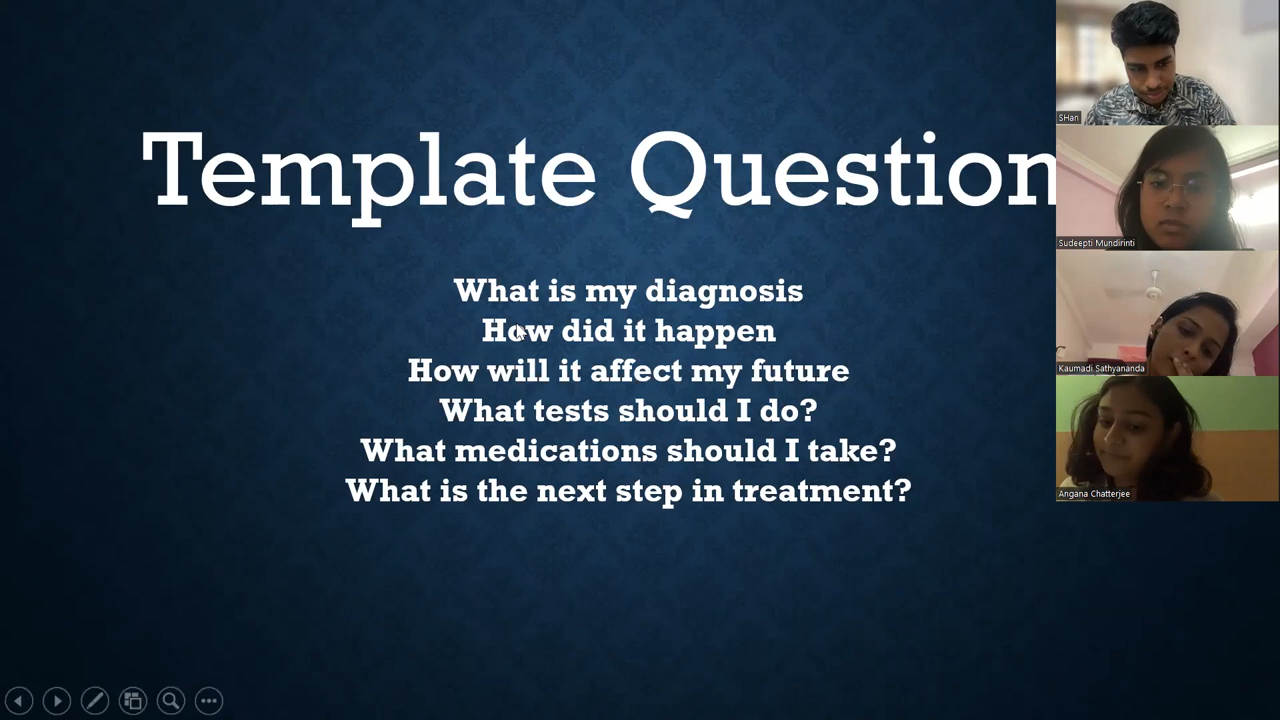 Template Question
What is my diagnosis
How did it happen
How will it affect my future
What tests should I do?
What medications should I take?
What is the next step in treatment?
SHan
Sudeepti Mundirinti
Kaumadi Sathyananda
Angana Chatterjee